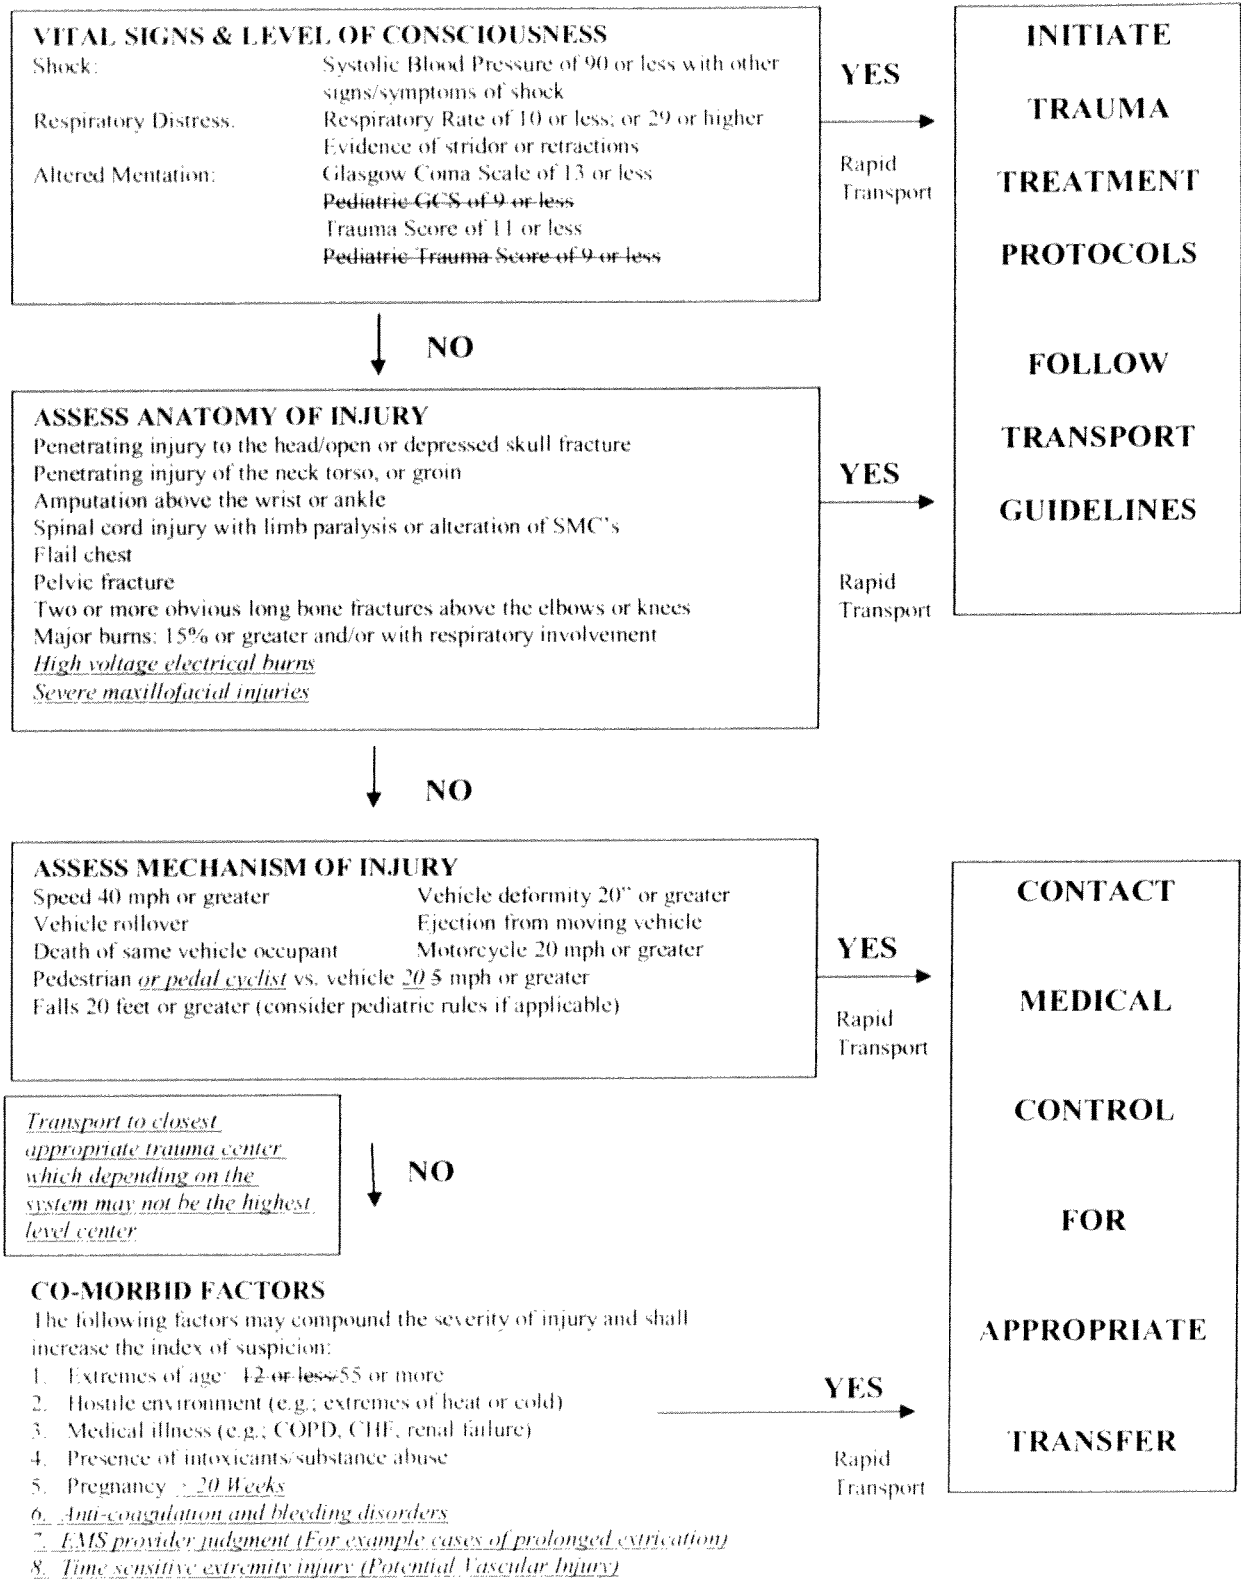 VITAL SIGNS & LEVEL OF CONSCIOUSNESS
Shock: Systolic Blood Pressure of 90 or less with other
signs/symptoms of shock
Respiratory Distress: Respiratory Rate of 10 or less; or 29 or higher
Evidence of stridor or retractions
Altered Mentation: Glasgow Coma Scale of 13 or less
Pediatric GCS of 9 or less
Trauma Score of 11 or less
Pediatric Trauma Score of 9 or less
YES
Rapid
Transport
INITIATE
TRAUMA
TREATMENT
PROTOCOLS
FOLLOW
TRANSPORT
GUIDELINES
NO
ASSESS ANATOMY OF INJURY
Penetrating injury to the head/open or depressed skull fracture
Penetrating injury of the neck torso, or groin
Amputation above the wrist or ankle
Spinal cord injury with limb paralysis or alteration of SMC's
Flail chest
Pelvic fracture
Two or more obvious long bone fractures above the elbows or knees
Major burns: 15% or greater and/or with respiratory involvement
High voltage electrical burns
Severe maxillofacial injuries
YES
Rapid
Transport
NO
ASSESS MECHANISM OF INJURY
Speed 40 mph or greater Vehicle deformity 20" or greater
Vehicle rollover Ejection from moving vehicle
Death of same vehicle occupant Motorcycle 20 mph or greater
Pedestrian or pedal cyclist vs. vehicle 20 5 mph or greater
Falls 20 feet or greater (consider pediatric rules if applicable)
YES
Rapid
Transport
CONTACT
MEDICAL
CONTROL
FOR
APPROPRIATE
TRANSFER
Transport to closest
appropriate trauma center
which depending on the
system may not be the highest
level center
NO
CO-MORBID FACTORS
The following factors may compound the severity of injury and shall
increase the index of suspicion:
1. Extremes of age: 12 or less/55 or more
2. Hostile environment (e.g.; extremes of heat or cold)
3. Medical illness (e.g.; COPD, CHF, renal failure)
4. Presence of intoxicants/substance abuse
5. Pregnancy 20 Weeks
6. Anti-coagulation and bleeding disorders
7. EMS provider judgment (For example cases of prolonged extrication)
8. Time sensitive extremity injury (Potential Vascular Injury)
YES
Rapid
Transport